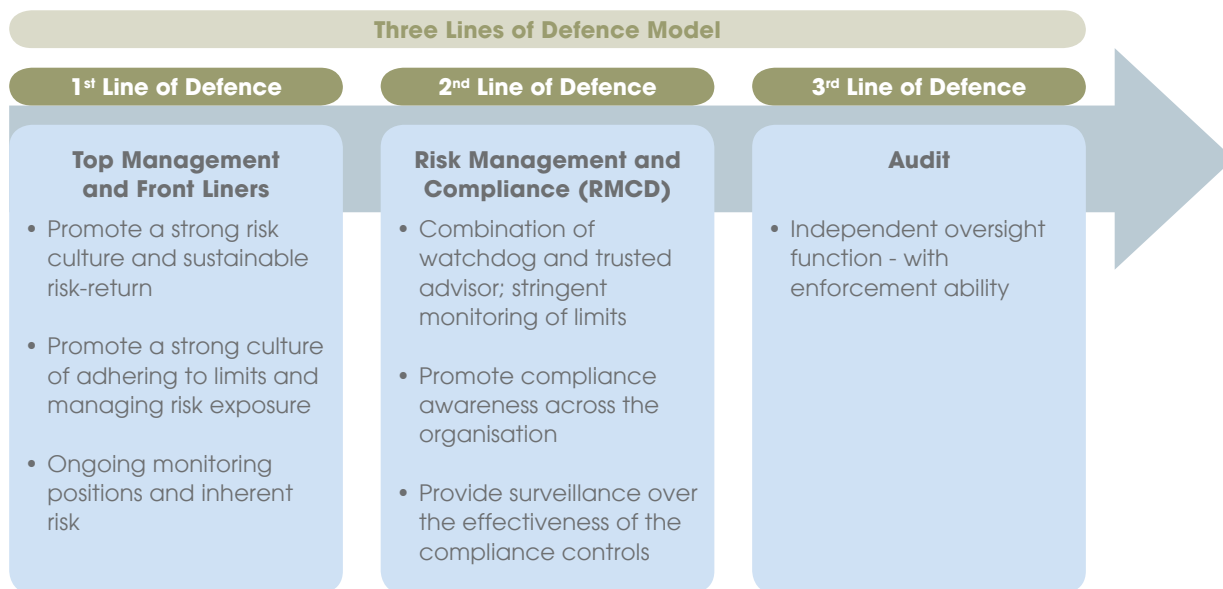 Three Lines of Defence Model
1st Line of Defence
Top Management
and Front Liners
• Promote a strong risk
culture and sustainable
risk-return
• Promote a strong culture
of adhering to limits and
managing risk exposure
• Ongoing monitoring
positions and inherent
risk
2nd Line of Defence
Risk Management and
Compliance (RMCD)
• Combination of
watchdog and trusted
advisor; stringent
monitoring of limits
• Promote compliance
awareness across the
organisation
• Provide surveillance over
the effectiveness of the
compliance controls
3rd Line of Defence
Audit
• Independent oversight
function - with
enforcement ability